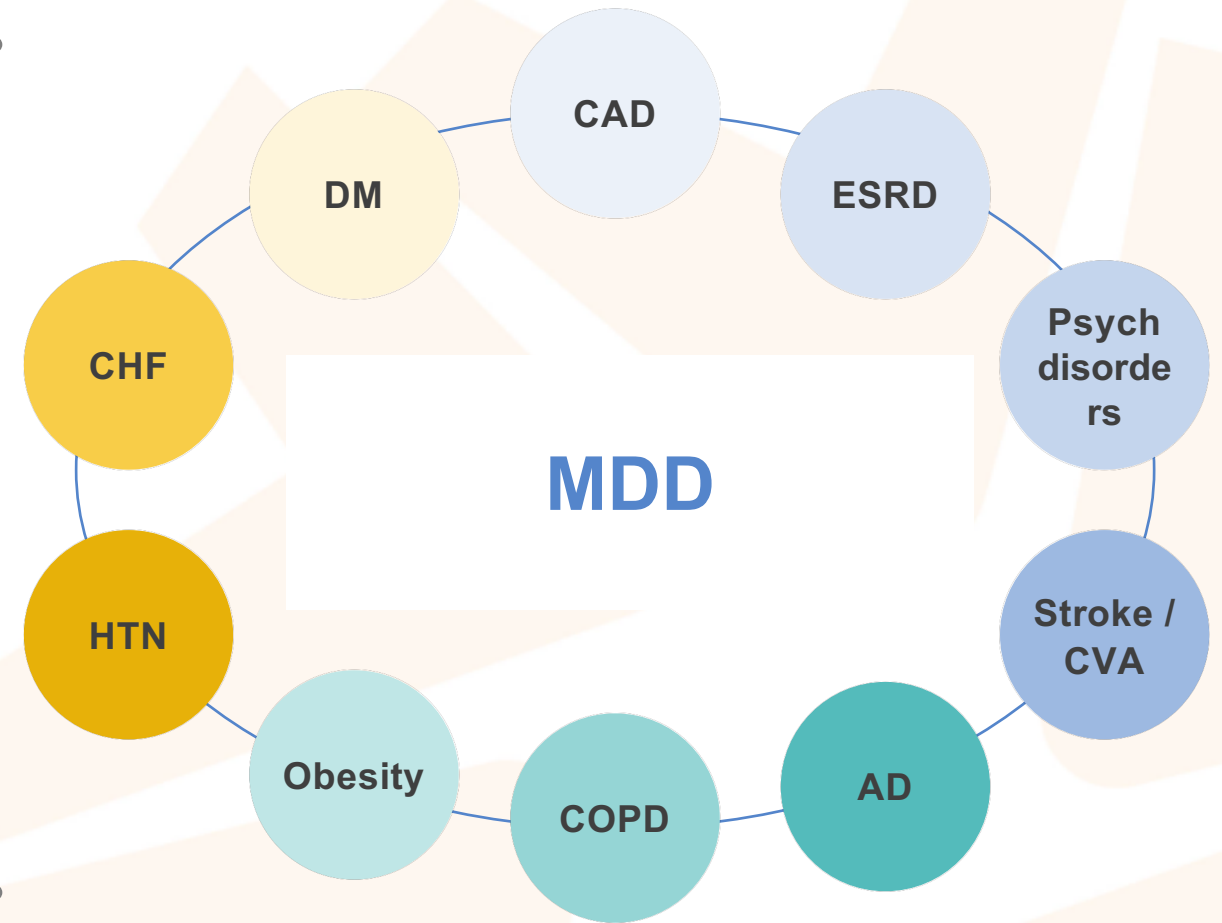 CAD
DM
ESRD
CHF
Psych
disorde
rs
MDD
HTN
Stroke /
CVA
Obesity
COPD
AD